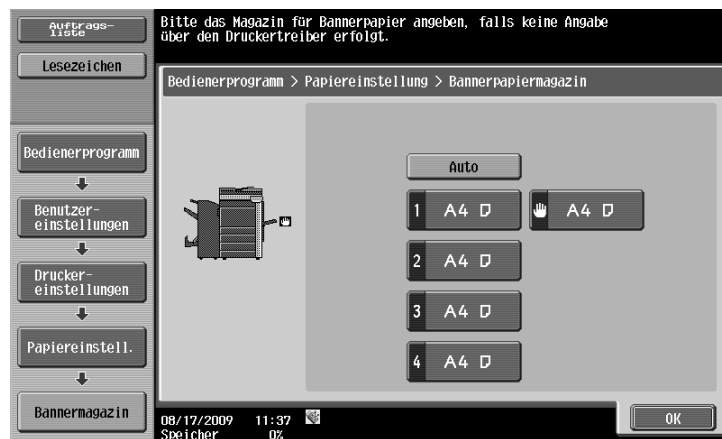 Auftrags-
liste
Lesezeichen
Bitte das Magazin für Bannerpapier angeben, falls keine Angabe
über den Druckertreiber erfolgt.
Bedienerprogramm > Papiereinstellung > Bannerpapiermagazin
Bedienerprogramm
Benutzer-
einstellungen
Drucker-
einstellungen
Papiereinstell.
Bannermagazin
Auto
1 A4
A4
2 A4
3 A4
4 A4
08/17/2009 11:37
Speicher 0%
OK